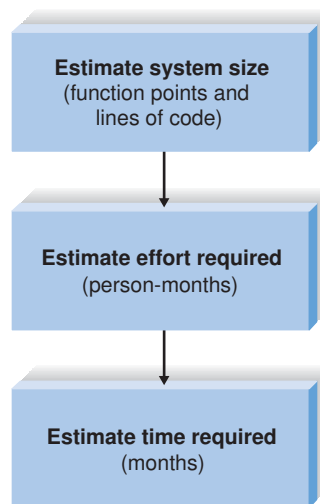 Estimate system size
(function points and
lines of code)
Estimate effort required
(person-months)
Estimate time required
(months)